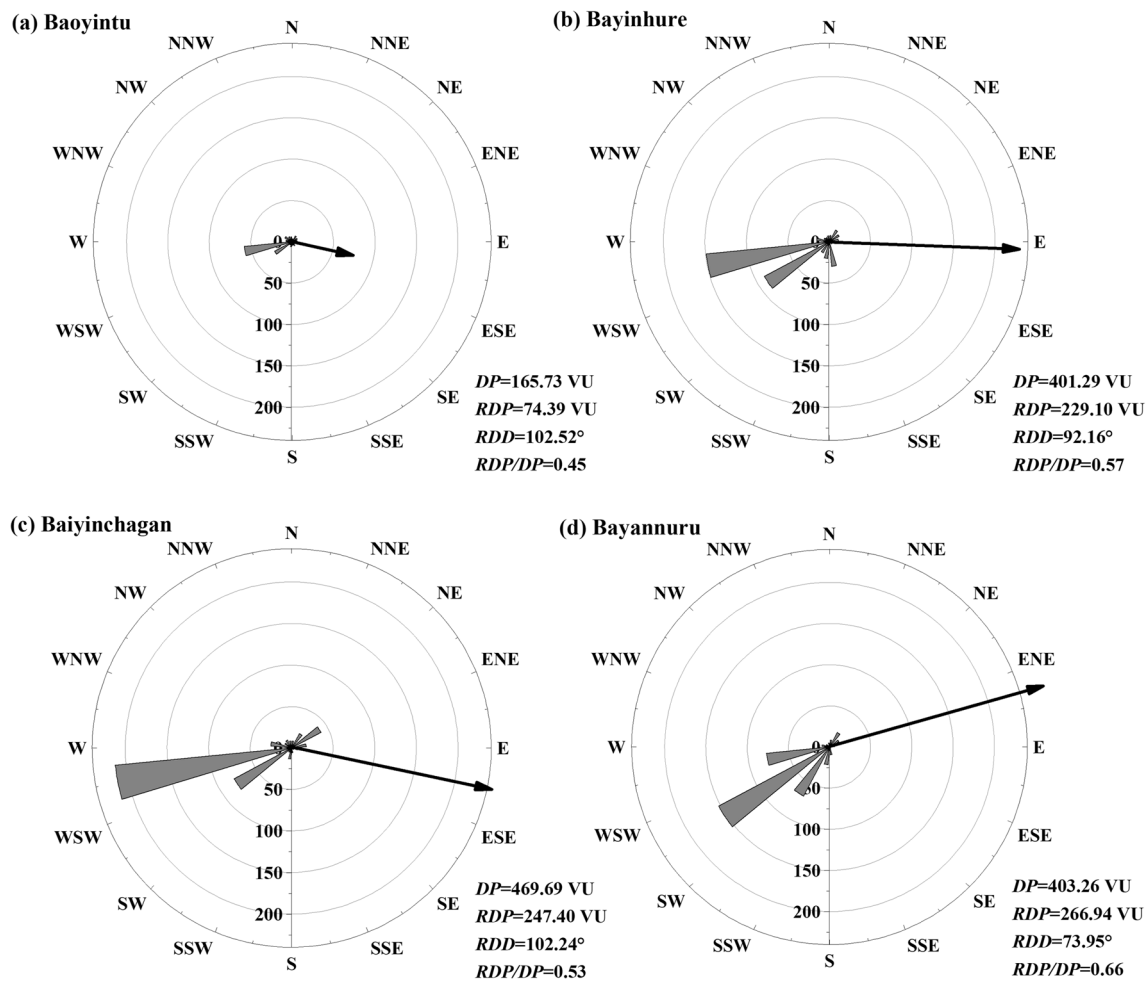 (a) Baoyintu
N
NNW
NNE
NW
NE
WNW
ENE
W
0
E
50
WSW
ESE
100
150
SW
SE
200
SSW
SSE
S
DP=165.73 VU
RDP=74.39 VU
RDD=102.52°
RDP/DP=0.45
(b) Bayinhure
N
NNW
NNE
NW
NE
WNW
ENE
W
0
E
50
WSW
ESE
100
150
SW
SE
200
SSW
SSE
S
DP=401.29 VU
RDP=229.10 VU
RDD=92.16°
RDP/DP=0.57
(c) Baiyinchagan
N
NNW
NNE
NW
NE
WNW
ENE
W
0
E
50
WSW
ESE
100
150
SW
SE
200
SSW
SSE
S
DP=469.69 VU
RDP=247.40 VU
RDD=102.24°
RDP/DP=0.53
(d) Bayannuru
N
NNW
NNE
NW
NE
WNW
ENE
W
0
E
50
WSW
ESE
100
150
SW
SE
200
SSW
SSE
S
DP=403.26 VU
RDP=266.94 VU
RDD=73.95°
RDP/DP=0.66